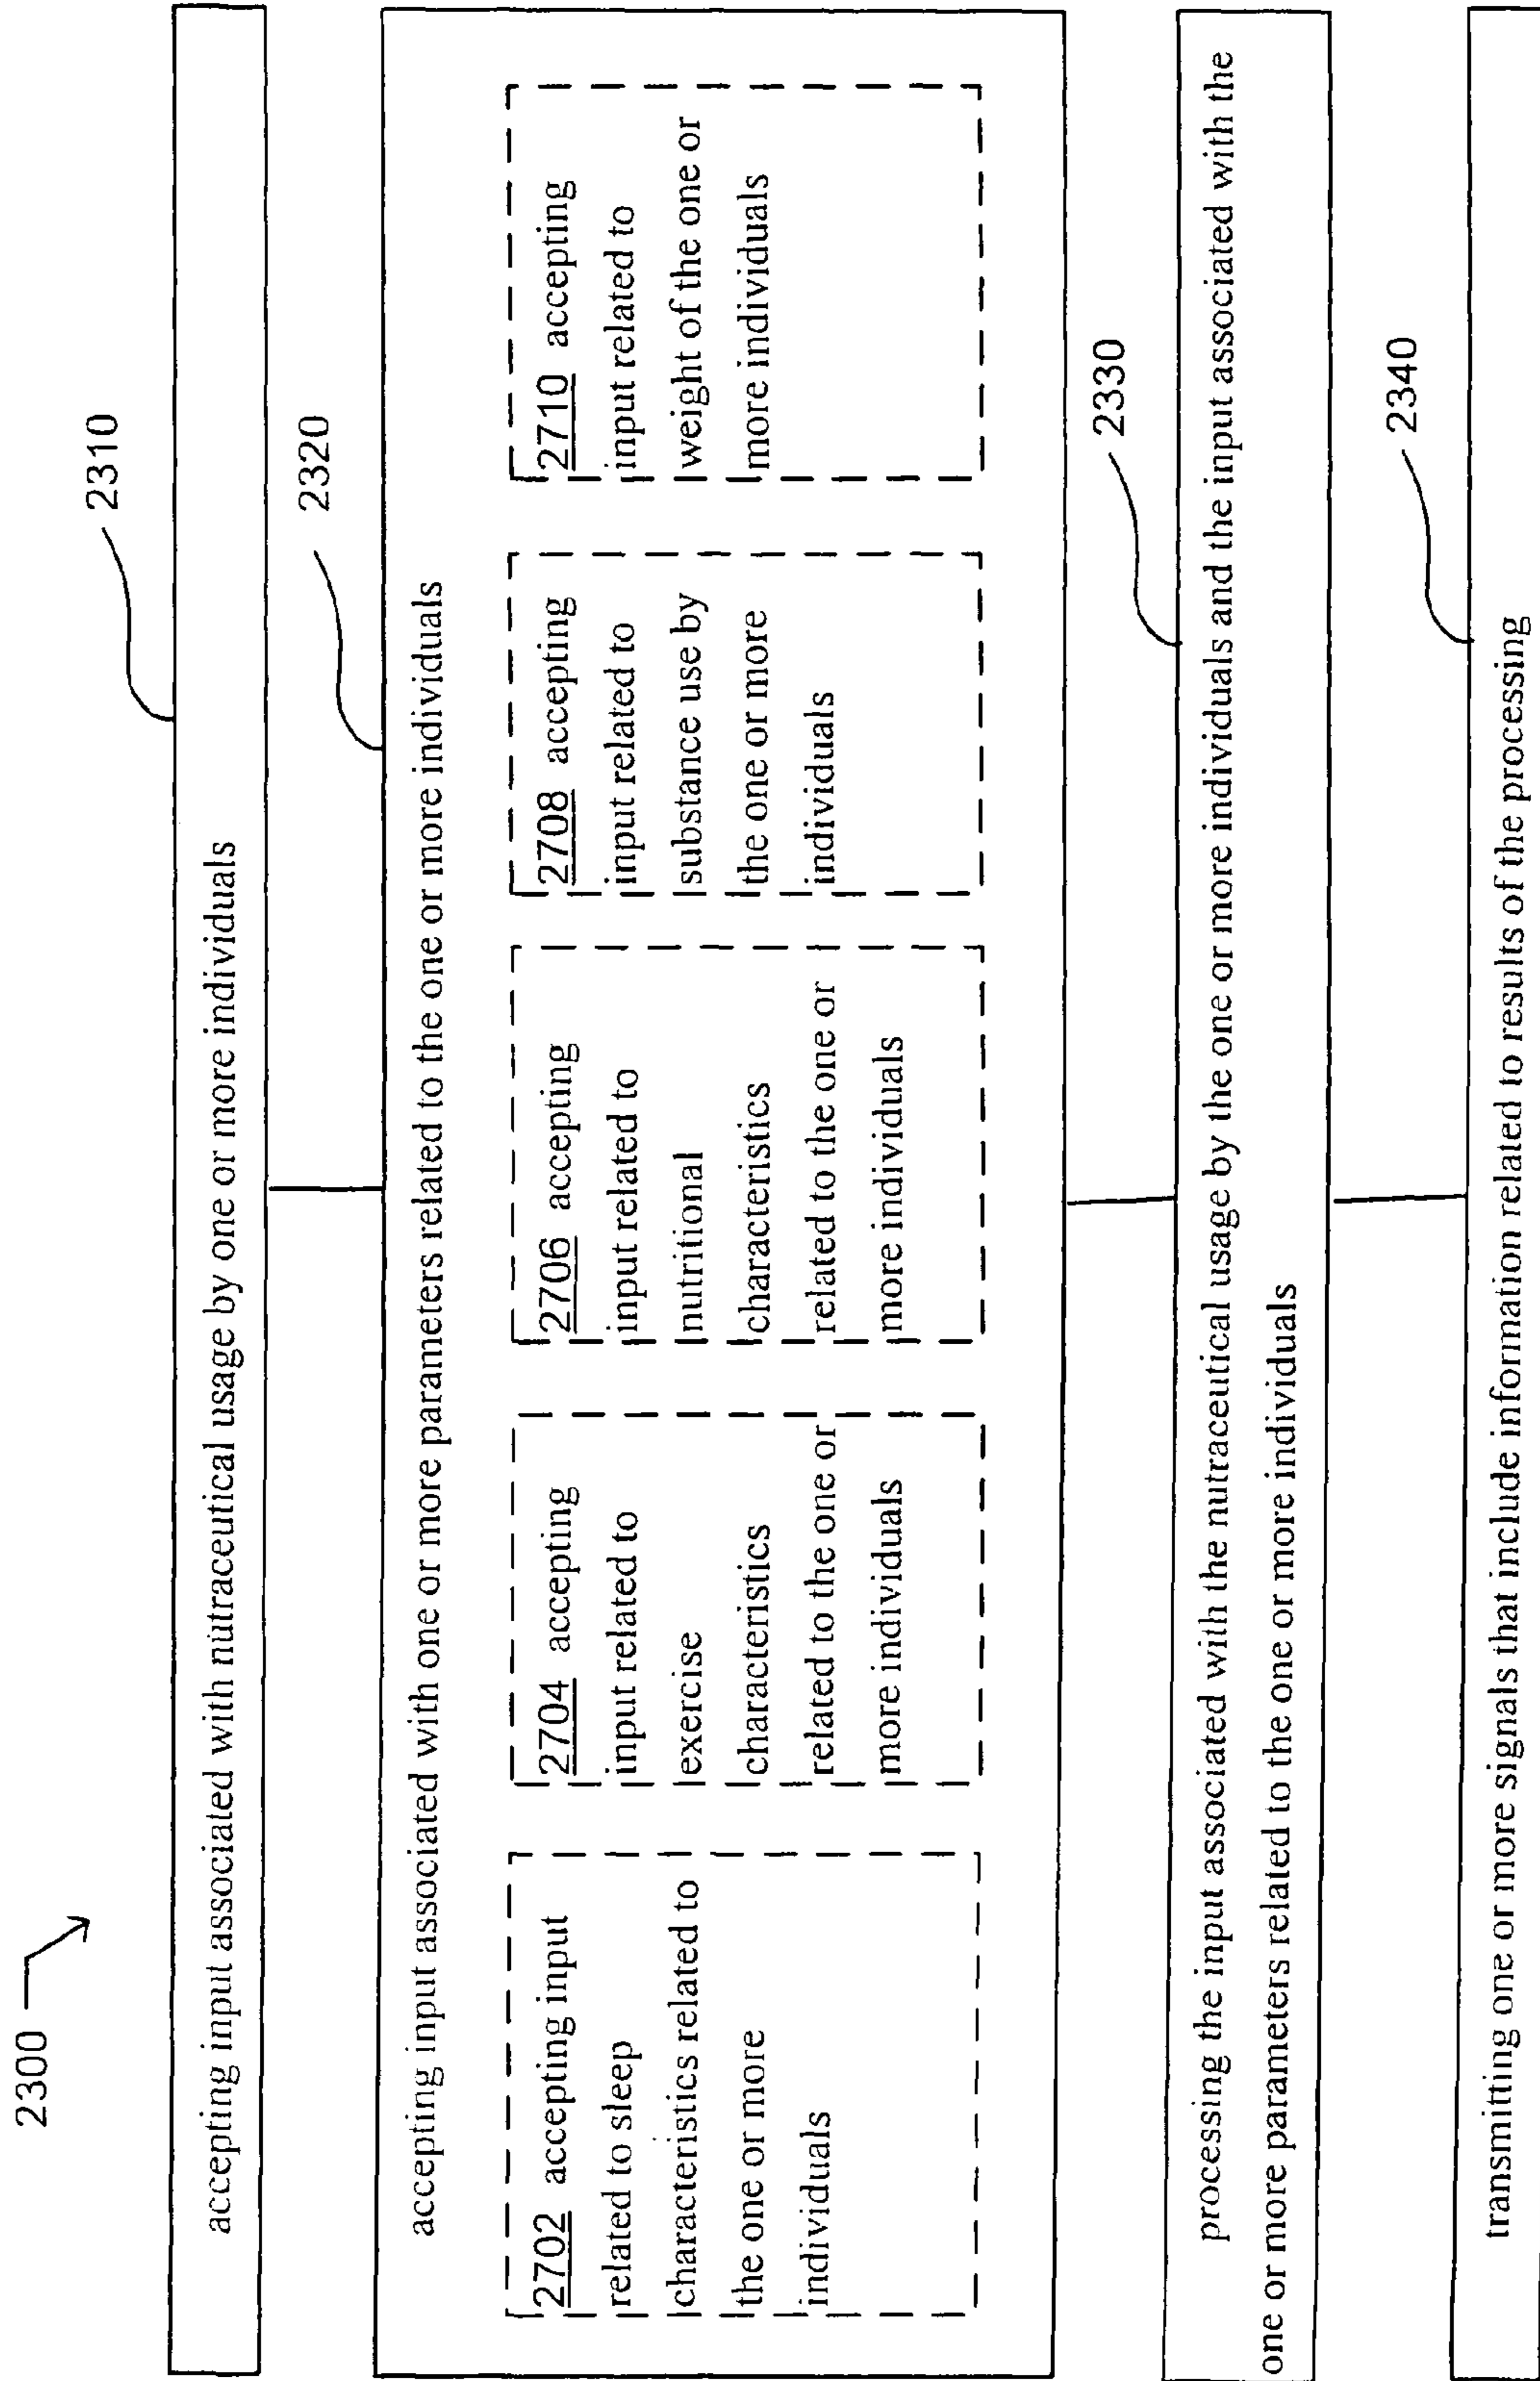 2300
2310
accepting input associated with nutraceutical usage by one or more individuals
2320
accepting input associated with one or more parameters related to the one or more individuals
2702 accepting input
related to sleep
characteristics related to
the one or more
individuals
2704 accepting
input related to
exercise
characteristics
related to the one or
more individuals
2706 accepting
input related to
nutritional
characteristics
related to the one or
more individuals
2708 accepting
input related to
substance use by
the one or more
individuals
2710 accepting
input related to
weight of the one or
more individuals
2330
processing the input associated with the nutraceutical usage by the one or more individuals and the input associated with the
one or more parameters related to the one or more individuals
2340
transmitting one or more signals that include information related to results of the processing